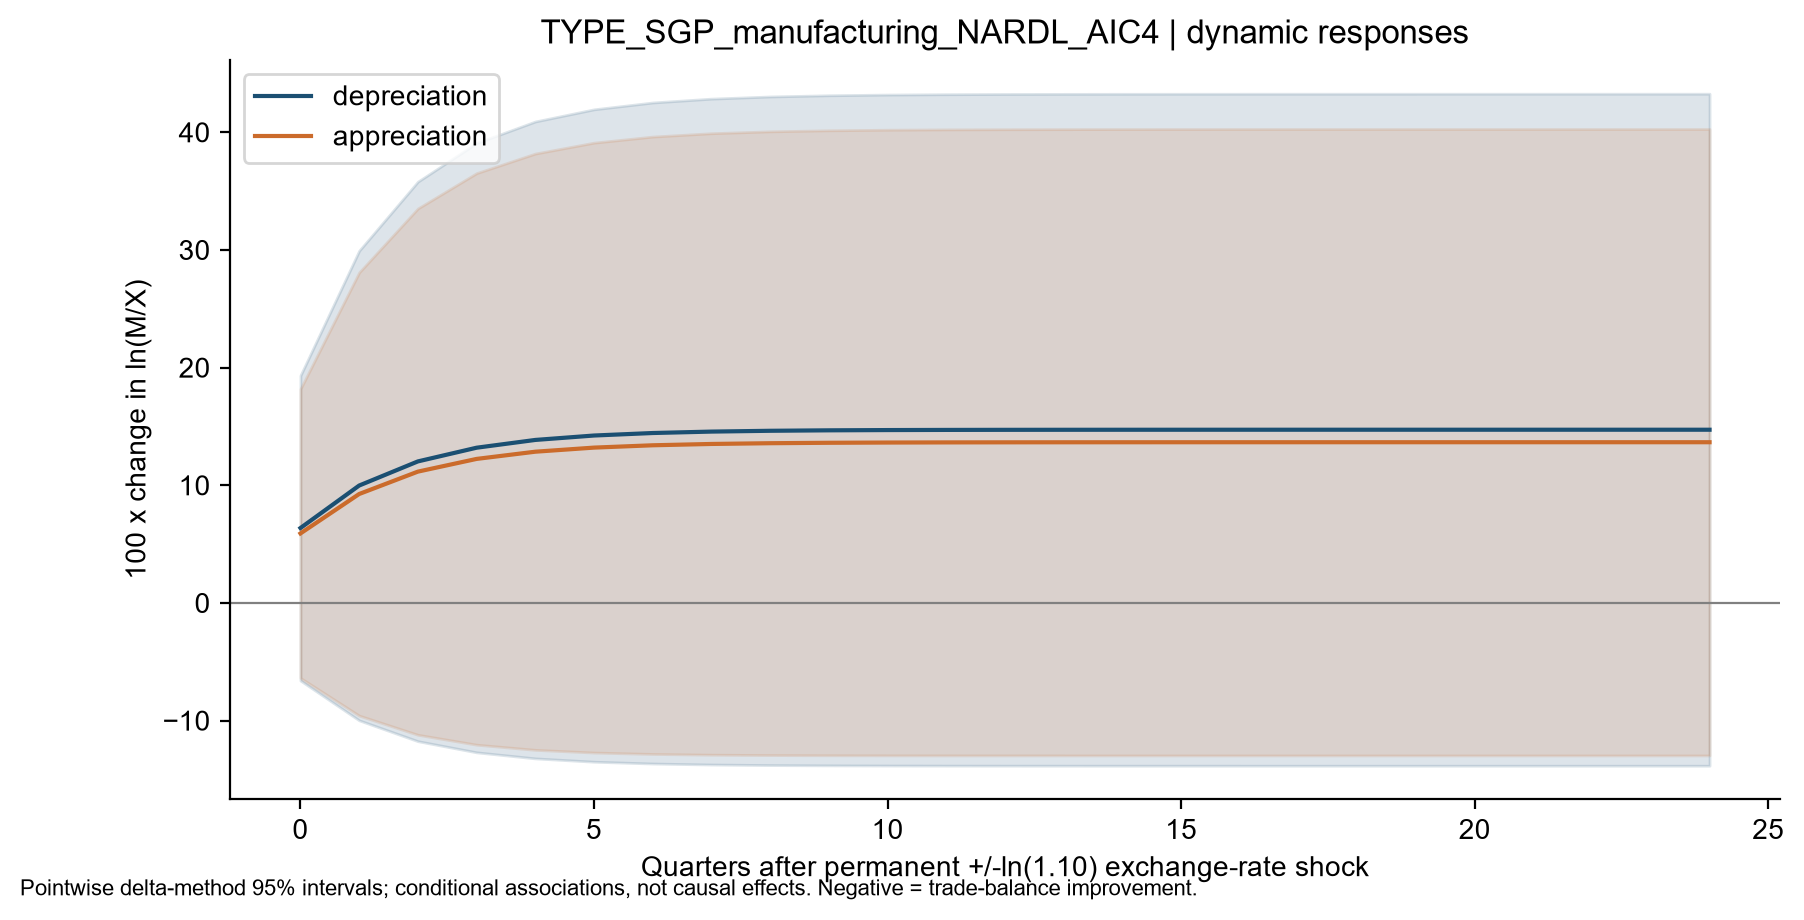 TYPE_SGP_manufacturing_NARDL_AIC4 | dynamic responses
depreciation
appreciation
100 x change in ln(M/X)
40
30
20
10
0
−10
0 5 10 15 20 25
Quarters after permanent +/-ln(1.10) exchange-rate shock
Pointwise delta-method 95% intervals; conditional associations, not causal effects. Negative = trade-balance improvement.